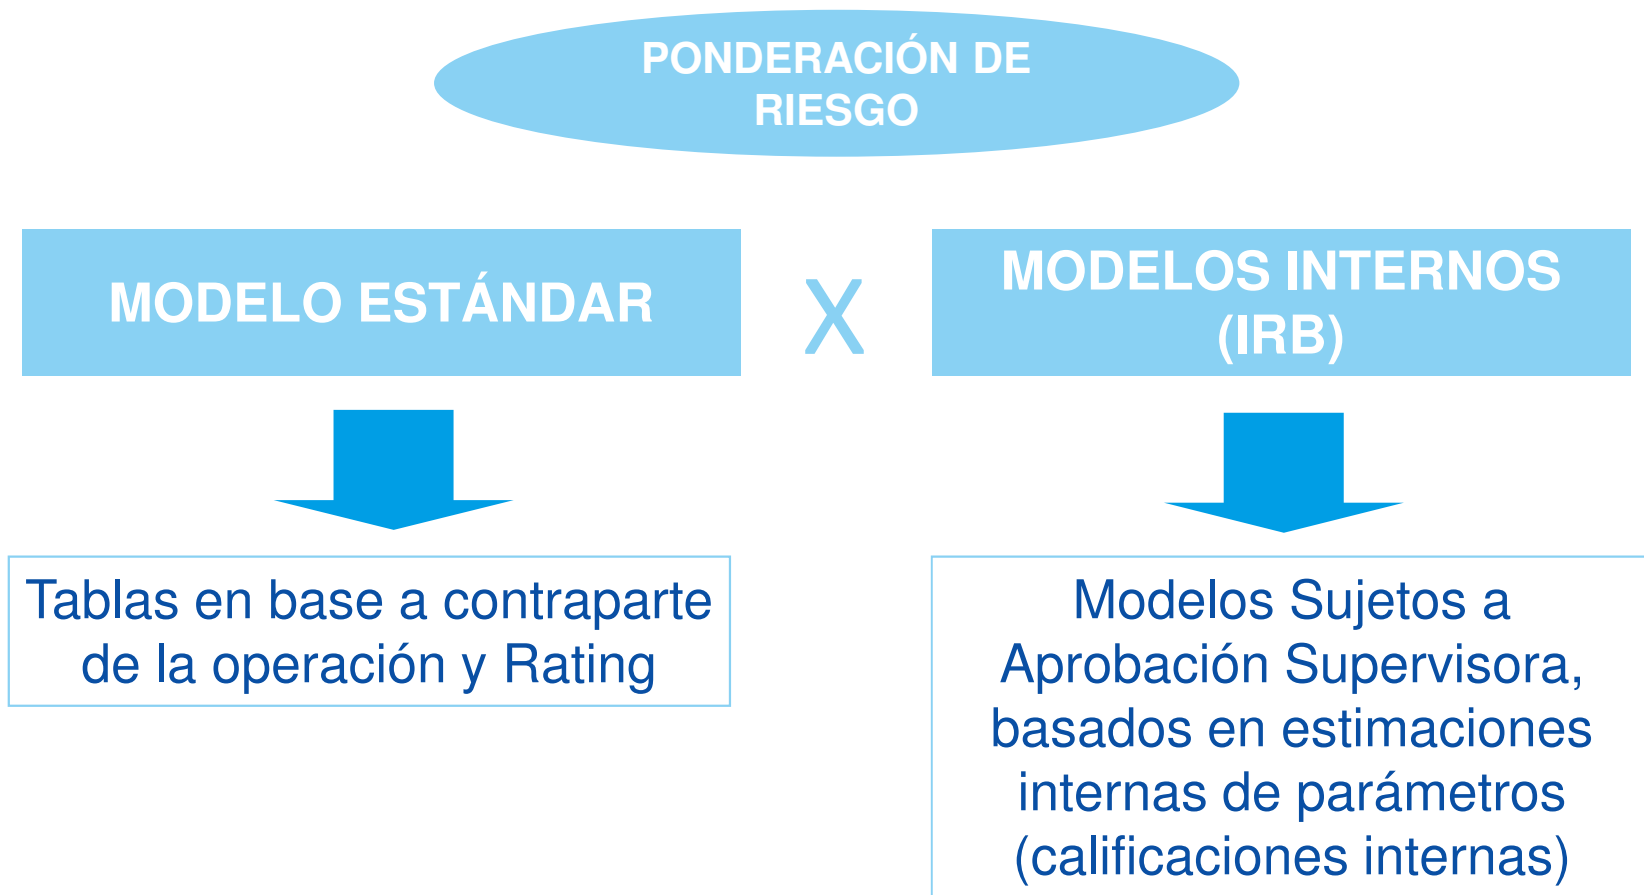 PONDERACIÓN DE
RIESGO
MODELO ESTÁNDAR
X
MODELOS INTERNOS
(IRB)
Tablas en base a contraparte
de la operación y Rating
Modelos Sujetos a
Aprobación Supervisora,
basados en estimaciones
internas de parámetros
(calificaciones internas)